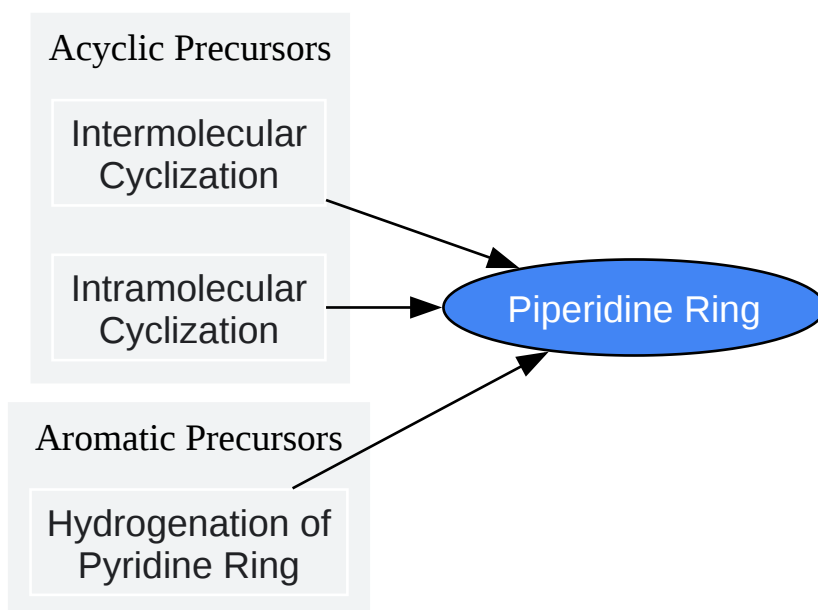 Acyclic Precursors
Intermolecular
Cyclization
Intramolecular
Cyclization
Piperidine Ring
Aromatic Precursors
Hydrogenation of
Pyridine Ring